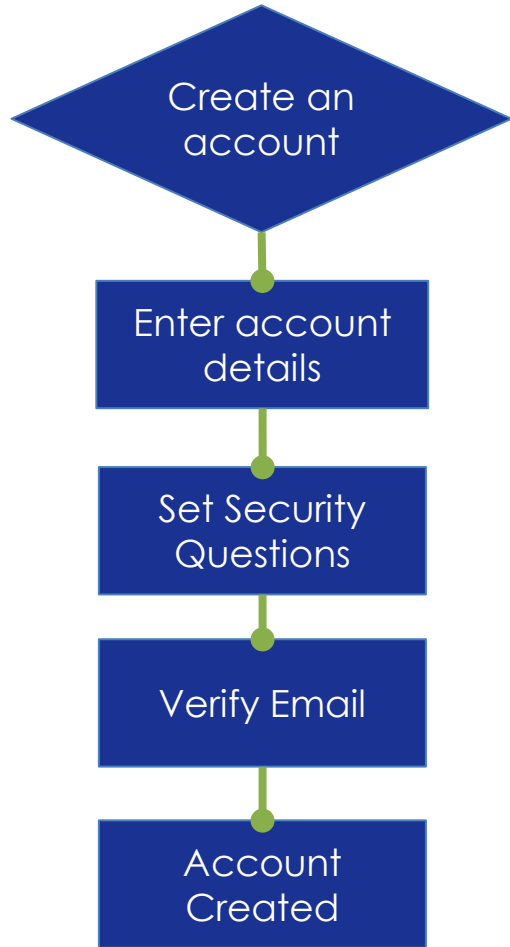 Create an
account
Enter account
details
Set Security
Questions
Verify Email
Account
Created